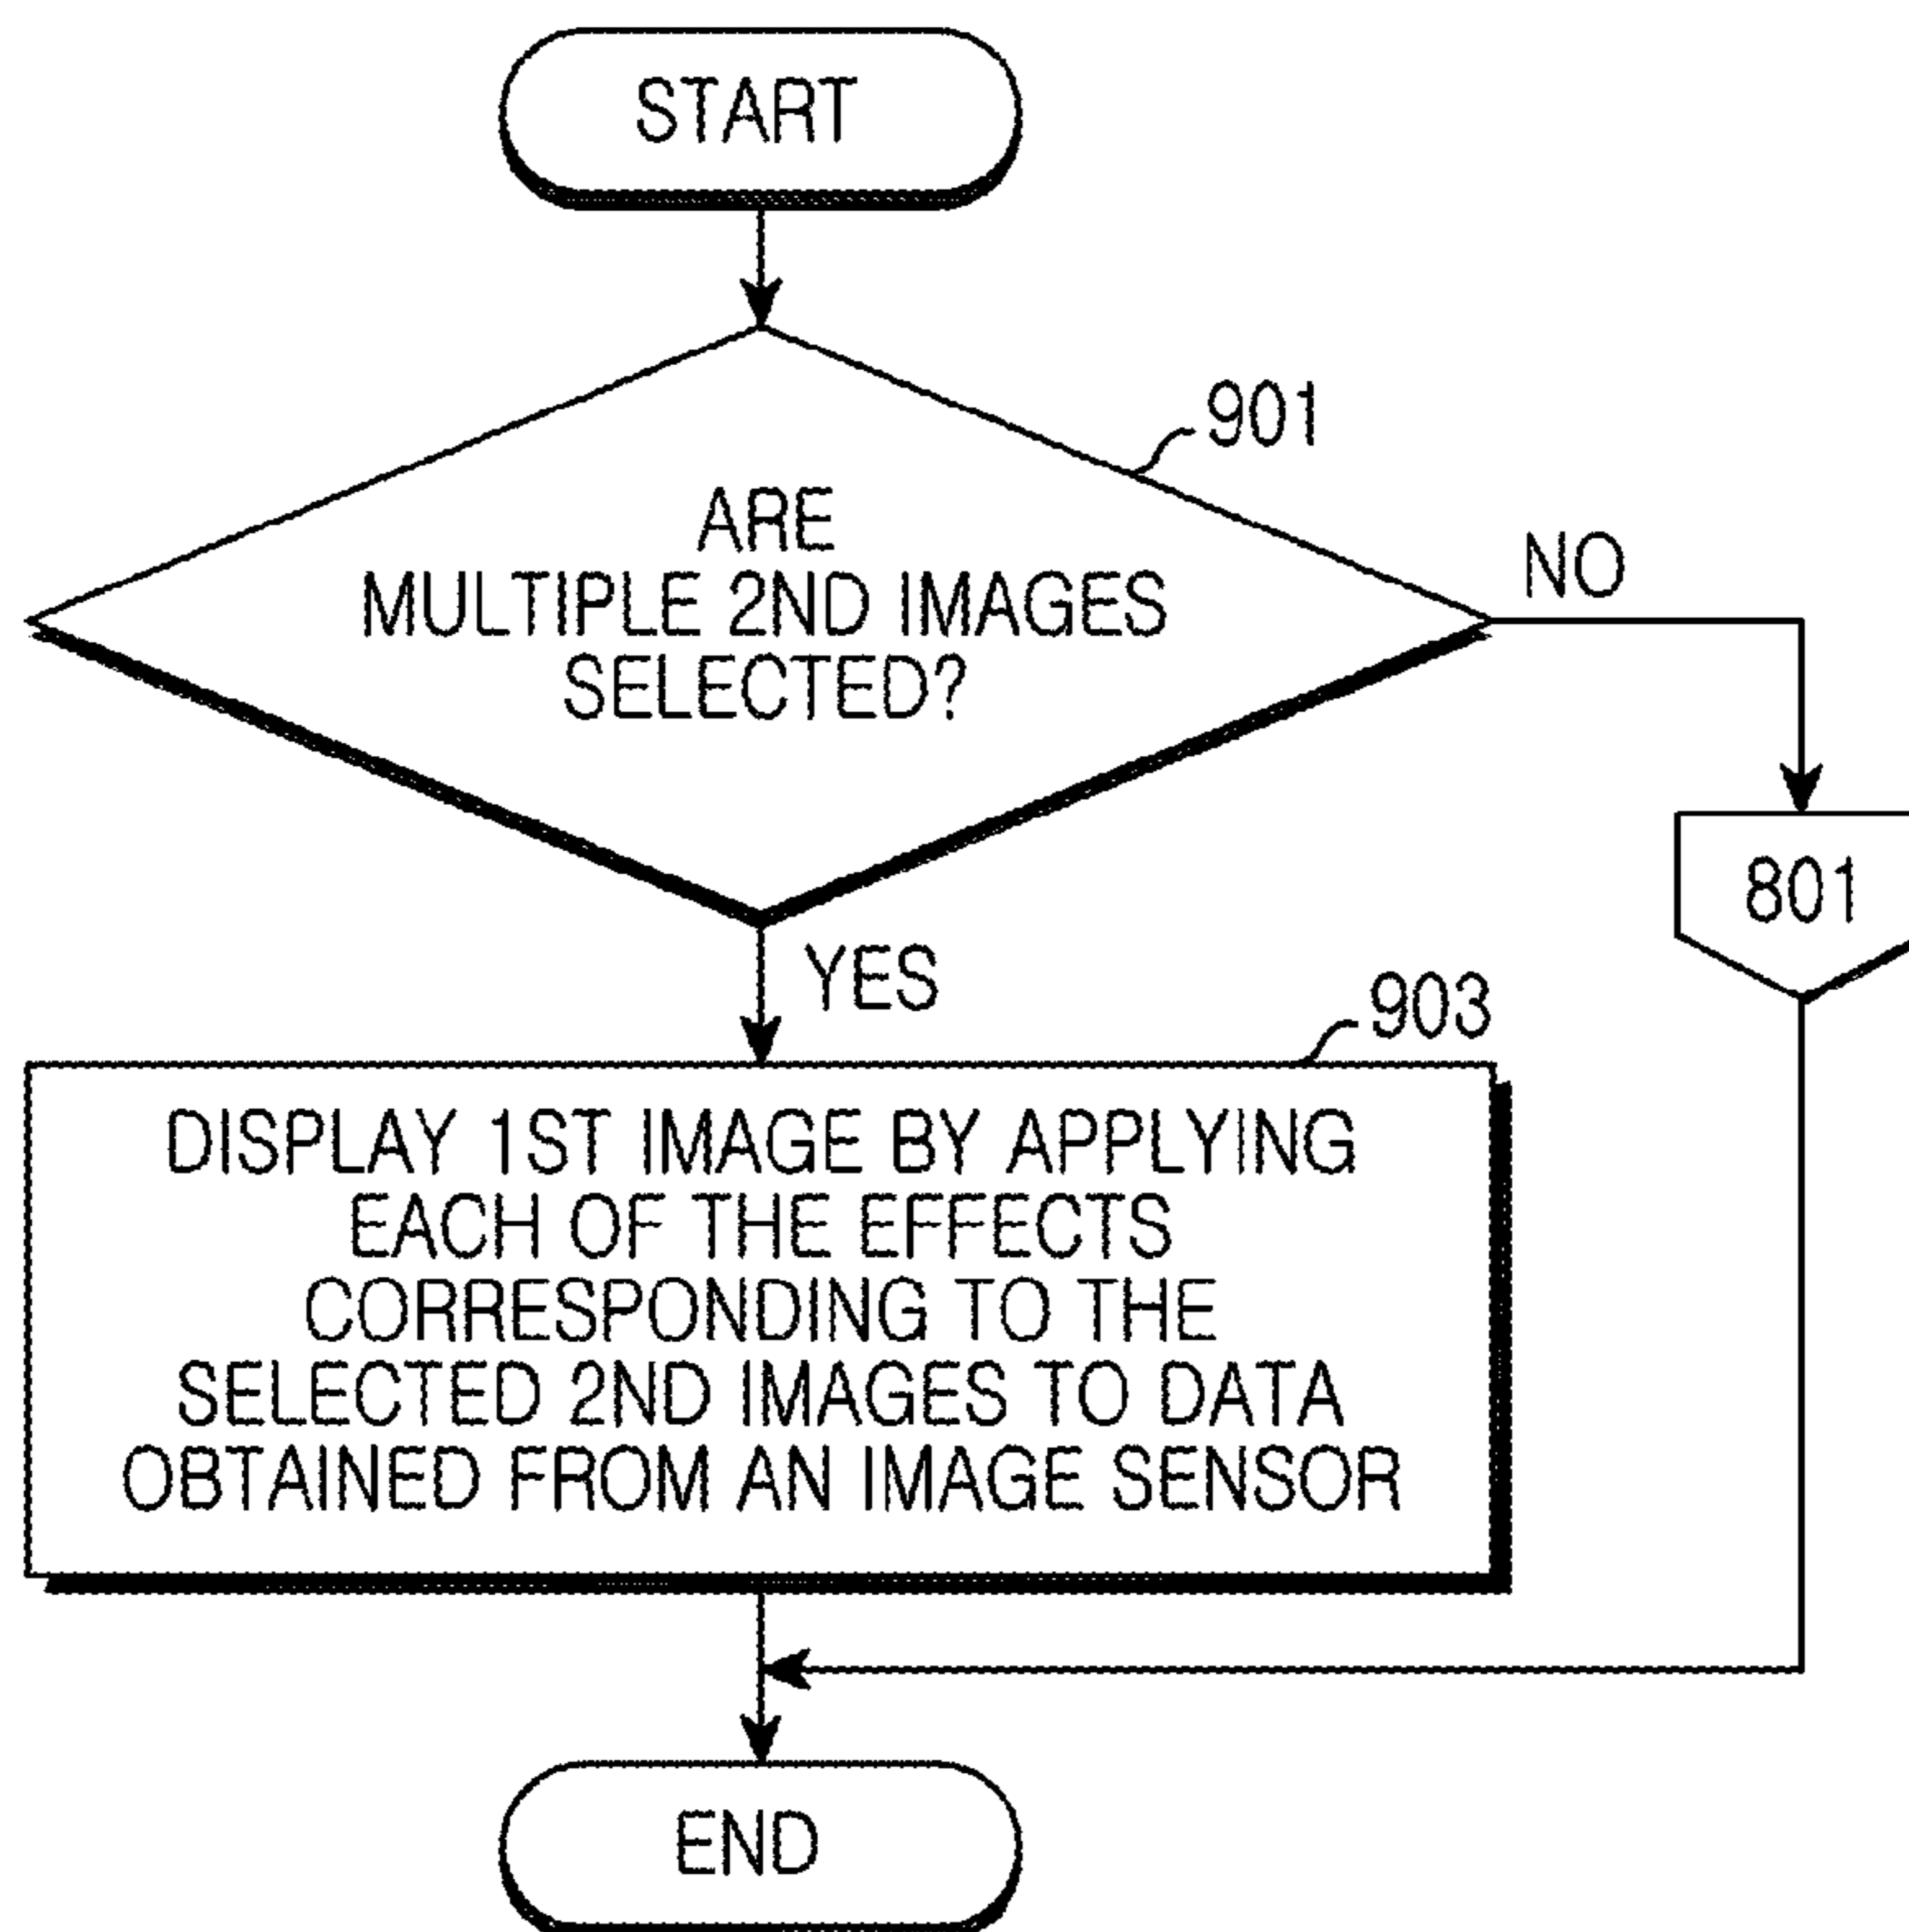 START
901
ARE
MULTIPLE 2ND IMAGES
SELECTED?
NO
801
YES
903
DISPLAY 1ST IMAGE BY APPLYING
EACH OF THE EFFECTS
CORRESPONDING TO THE
SELECTED 2ND IMAGES TO DATA
OBTAINED FROM AN IMAGE SENSOR
END